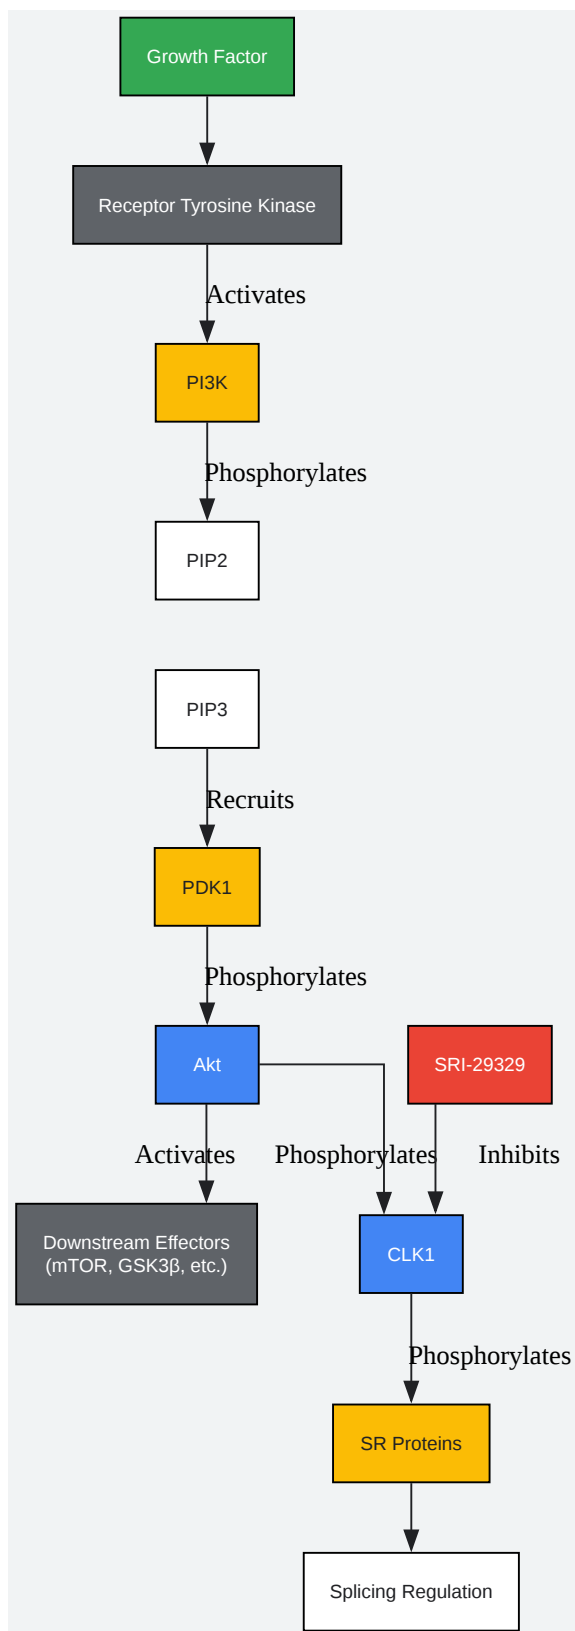 Growth Factor
Receptor Tyrosine Kinase
Activates
PI3K
Phosphorylates
PIP2
PIP3
Recruits
PDK1
Phosphorylates
Akt
SRI-29329
Activates
Phosphorylates
Inhibits
Downstream Effectors
(mTOR, GSK3β, etc.)
CLK1
Phosphorylates
SR Proteins
Splicing Regulation